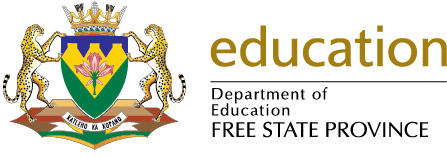 education
Department of
Education
FREE STATE PROVINCE
KATLEHO KA KOPANO